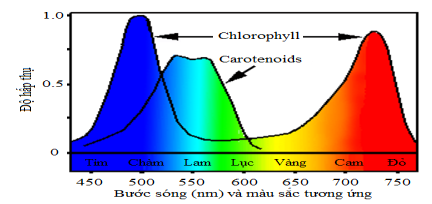 1.0
Chlorophyll
Carotenoids
0.5
0
Độ hấp thụ
Tím Chàm Lam Lục Vàng Cam Đỏ
450 500 550 600 650 700 750
Bước sóng (nm) và màu sắc tương ứng